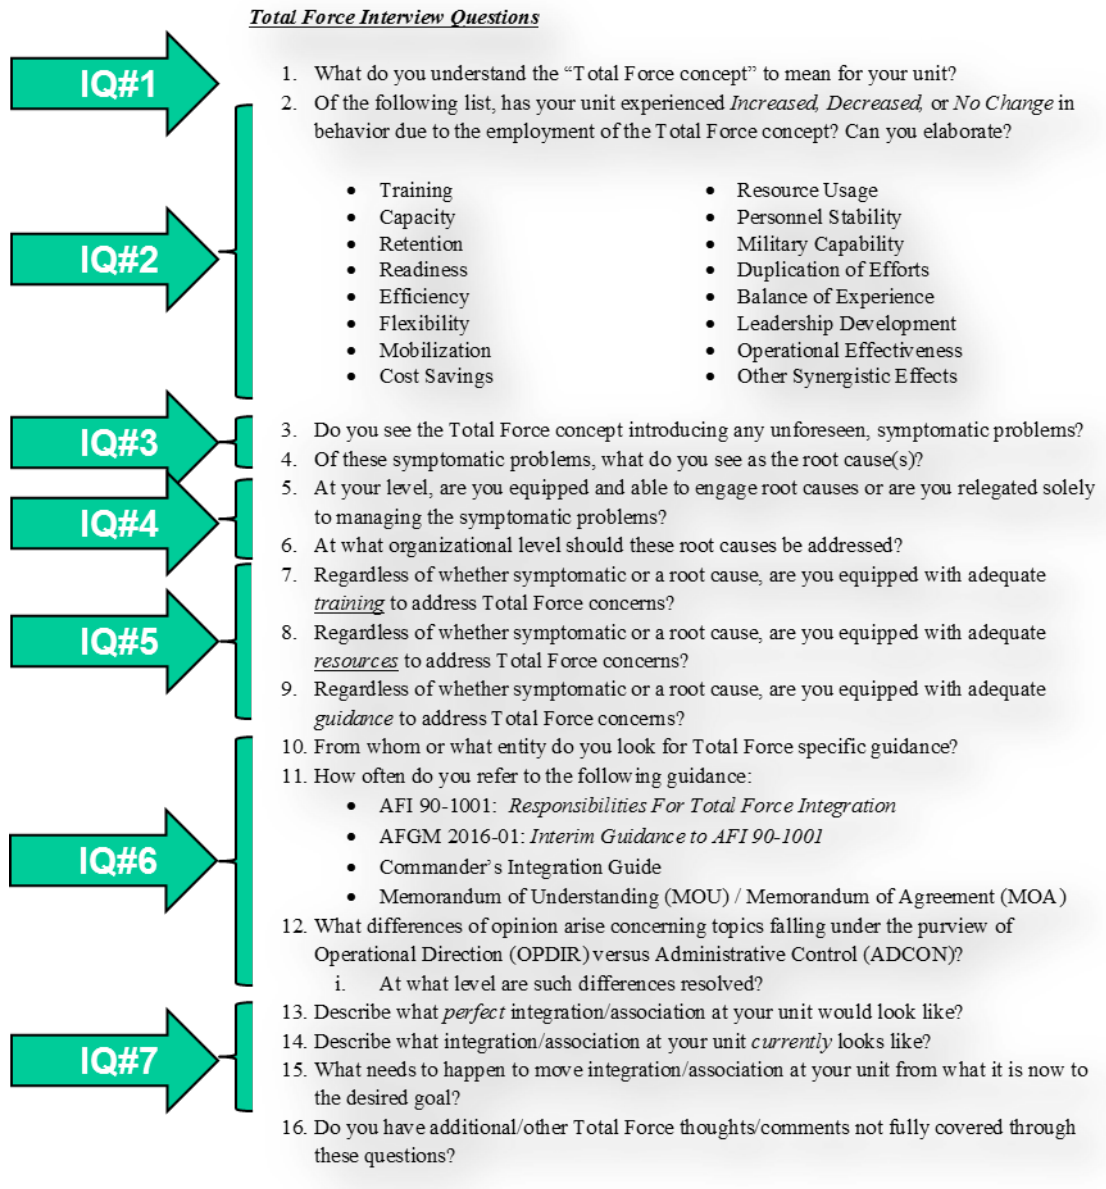 Total Force Interview Questions
IQ#1
1. What do you understand the “Total Force concept” to mean for your unit?
2. Of the following list, has your unit experienced Increased, Decreased, or No Change in
behavior due to the employment of the Total Force concept? Can you elaborate?
IQ#2
• Training
• Capacity
• Retention
• Readiness
• Efficiency
• Flexibility
• Mobilization
• Cost Savings
• Resource Usage
• Personnel Stability
• Military Capability
• Duplication of Efforts
• Balance of Experience
• Leadership Development
• Operational Effectiveness
• Other Synergistic Effects
IQ#3
3. Do you see the Total Force concept introducing any unforeseen, symptomatic problems?
4. Of these symptomatic problems, what do you see as the root cause(s)?
IQ#4
5. At your level, are you equipped and able to engage root causes or are you relegated solely
to managing the symptomatic problems?
6. At what organizational level should these root causes be addressed?
IQ#5
7. Regardless of whether symptomatic or a root cause, are you equipped with adequate
training to address Total Force concerns?
8. Regardless of whether symptomatic or a root cause, are you equipped with adequate
resources to address Total Force concerns?
9. Regardless of whether symptomatic or a root cause, are you equipped with adequate
guidance to address Total Force concerns?
IQ#6
10. From whom or what entity do you look for Total Force specific guidance?
11. How often do you refer to the following guidance:
• AFI 90-1001: Responsibilities For Total Force Integration
• AFGM 2016-01: Interim Guidance to AFI 90-1001
• Commander’s Integration Guide
• Memorandum of Understanding (MOU) / Memorandum of Agreement (MOA)
12. What differences of opinion arise concerning topics falling under the purview of
Operational Direction (OPDIR) versus Administrative Control (ADCON)?
i. At what level are such differences resolved?
IQ#7
13. Describe what perfect integration/association at your unit would look like?
14. Describe what integration/association at your unit currently looks like?
15. What needs to happen to move integration/association at your unit from what it is now to
the desired goal?
16. Do you have additional/other Total Force thoughts/comments not fully covered through
these questions?